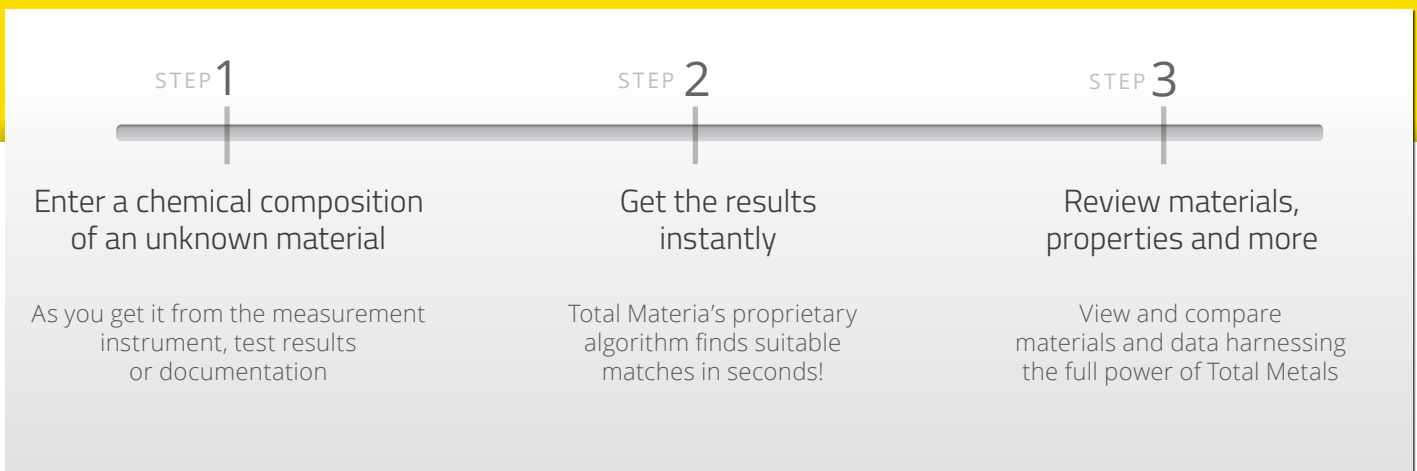 STEP 1
Enter a chemical composition
of an unknown material
As you get it from the measurement
instrument, test results
or documentation
STEP 2
Get the results
instantly
Total Materia’s proprietary
algorithm finds suitable
matches in seconds!
STEP 3
Review materials,
properties and more
View and compare
materials and data harnessing
the full power of Total Metals